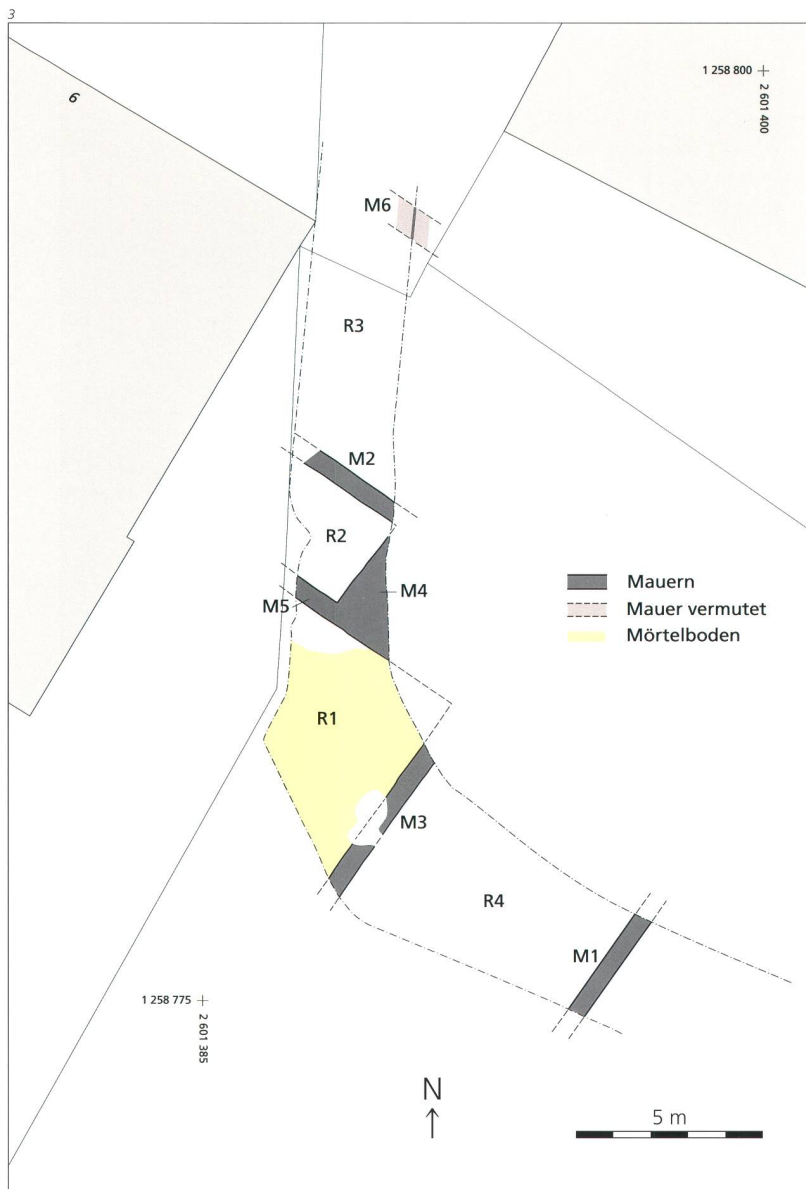 3
6
1 258 800
2 601 400
M6
R3
M2
R2
M4
M5
Mauern
Mauer vermutet
Mörtelboden
R1
M3
R4
M1
1 258 775
2 601 385
N
5 m